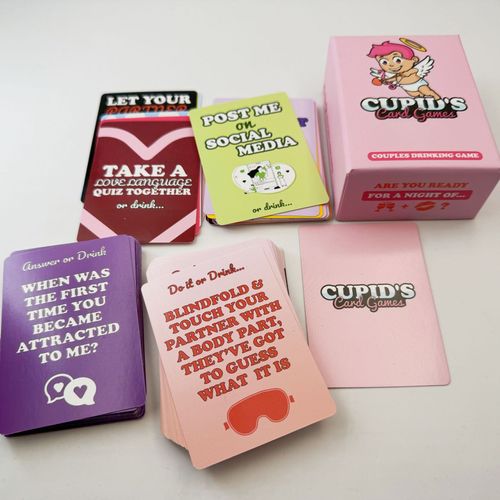 LET YOUR
PARTNER
TAKE A
LOVE LANGUAGE
QUIZ TOGETHER
or drink...
POST ME
on
SOCIAL
MEDIA
or drink...
CUPID'S
Card Games
COUPLES DRINKING GAME
ARE YOU READY
FOR A NIGHT OF...
+ ?
Answer or Drink
WHEN WAS
THE FIRST
TIME YOU
BECAME
ATTRACTED
TO ME?
Do it or Drink...
BLINDFOLD &
TOUCH YOUR
PARTNER WITH
A BODY PART,
THEY'VE GOT
TO GUESS
WHAT IT IS
CUPID'S
Card Games